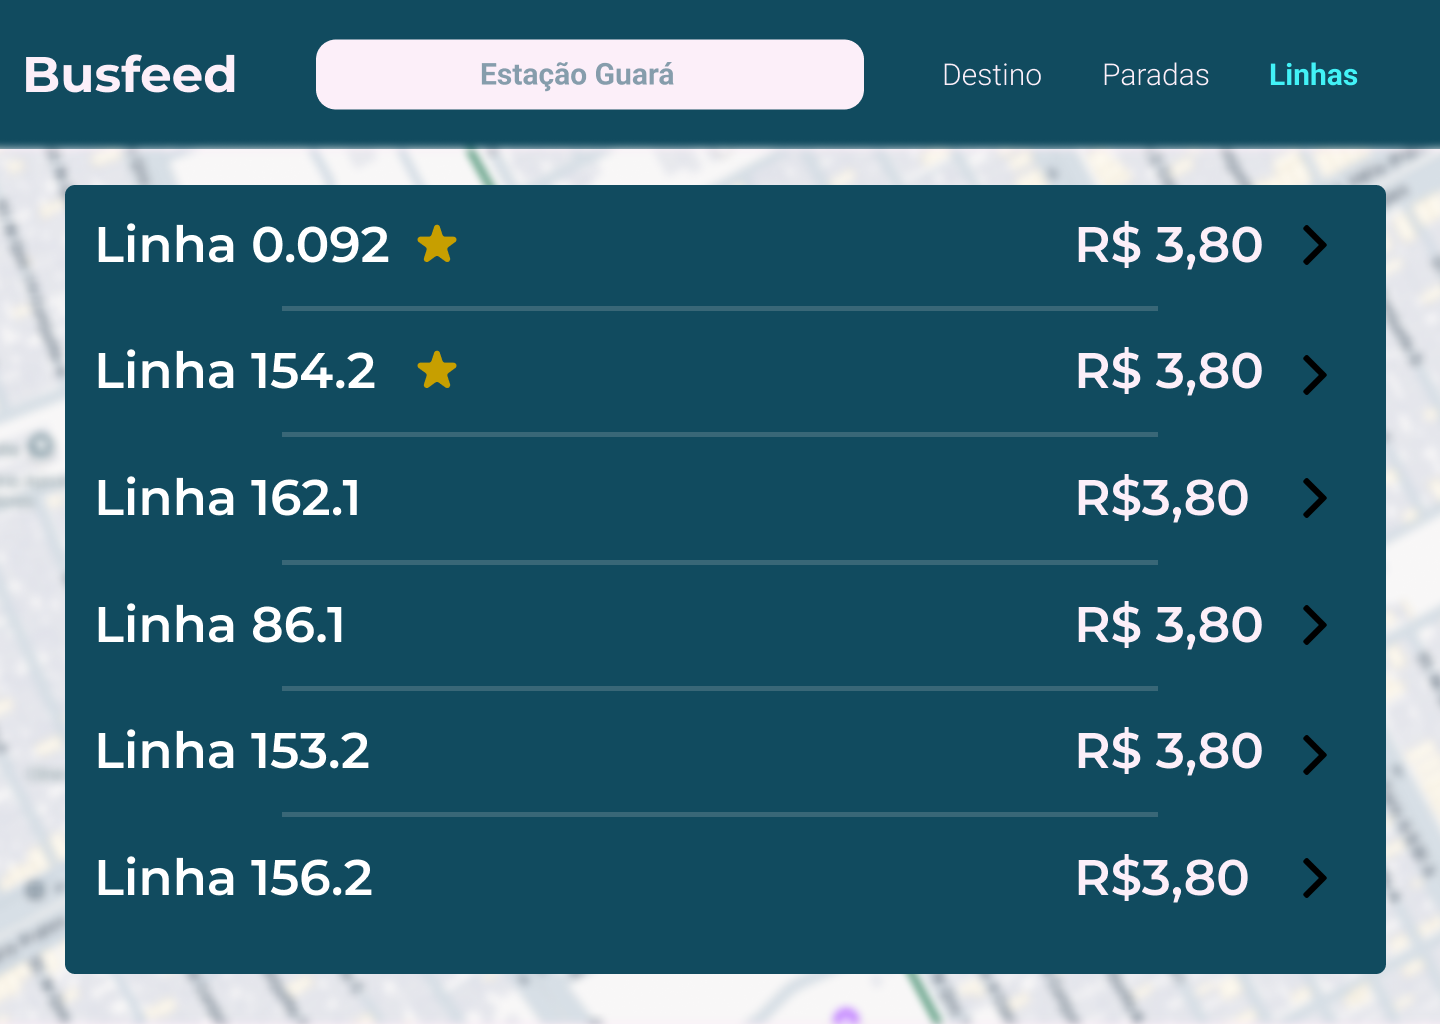 Busfeed
Estação Guará
Destino
Paradas
Linhas
Linha 0.092 R$ 3,80
Linha 154.2 R$ 3,80
Linha 162.1 R$3,80
Linha 86.1 R$ 3,80
Linha 153.2 R$ 3,80
Linha 156.2 R$3,80